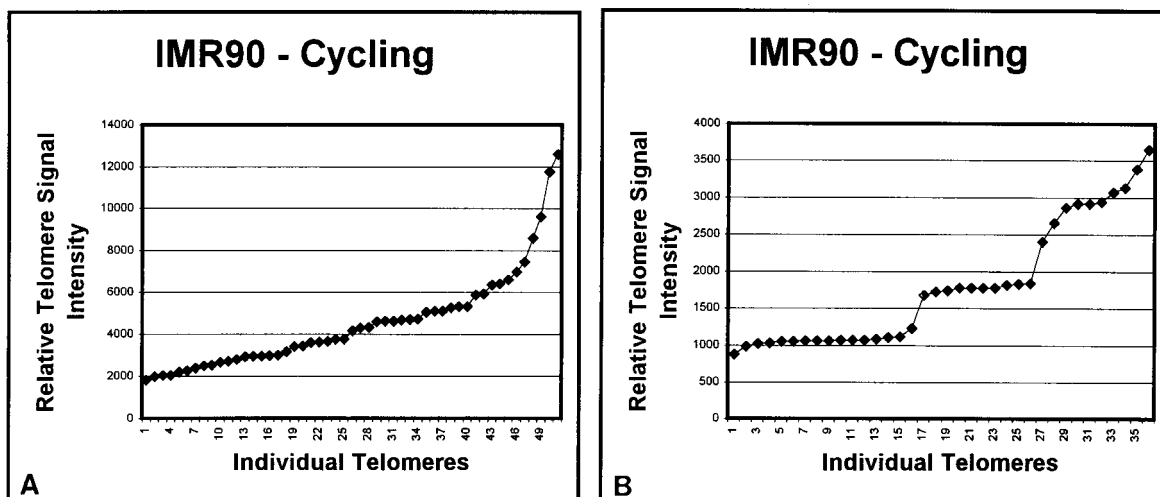 IMR90 - Cycling
Relative Telomere Signal
Intensity
14000
12000
10000
8000
6000
4000
2000
0
1 4 7 10 13 16 19 22 25 28 31 34 37 40 43 46 49
Individual Telomeres
A
IMR90 - Cycling
Relative Telomere Signal
Intensity
4000
3500
3000
2500
2000
1500
1000
500
0
1 3 5 7 9 11 13 15 17 19 21 23 25 27 29 31 33 35
Individual Telomeres
B